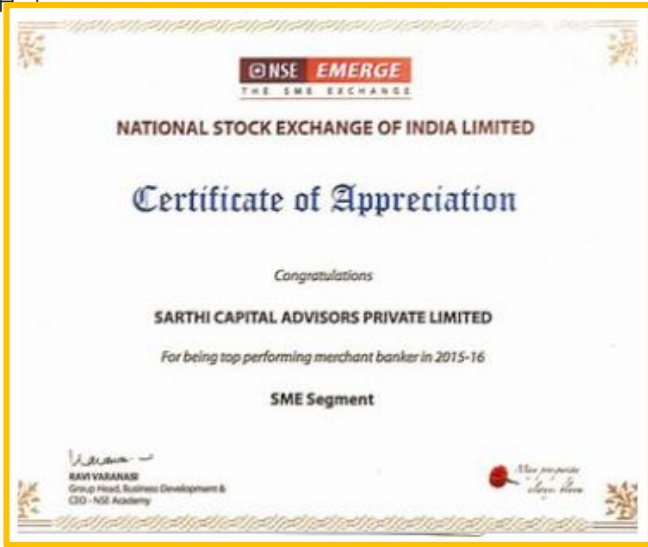 NSE EMERGE
THE SME EXCHANGE
NATIONAL STOCK EXCHANGE OF INDIA LIMITED
Certificate of Appreciation
Congratulations
SARTHI CAPITAL ADVISORS PRIVATE LIMITED
For being top performing merchant banker in 2015-16
SME Segment
RAVI VARANASI
Group Head, Business Development &
CEO - NSE Academy